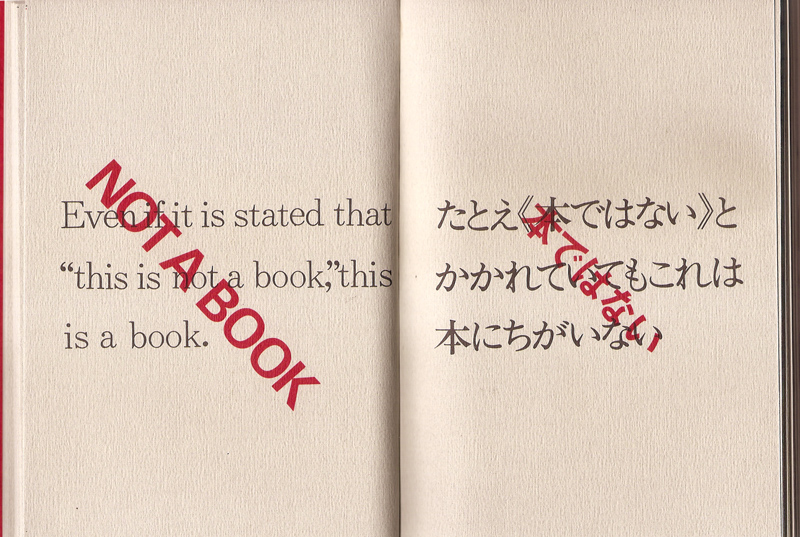 Even if it is stated that
“this is not a book,” this
is a book.
NOT A BOOK
たとえ《本ではない》と
かかれていてもこれは
本にちがいない
本ではない